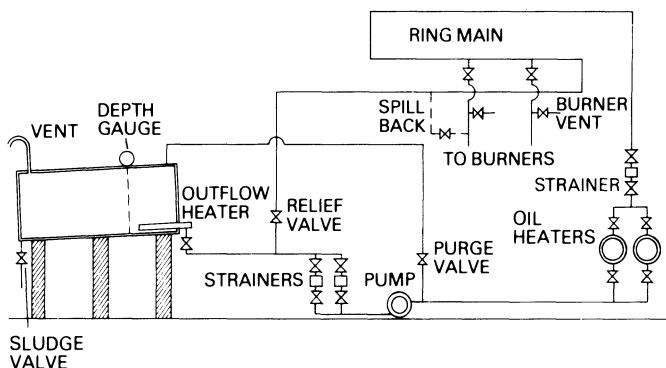 RING MAIN
DEPTH
GAUGE
VENT
SPILL
BACK
BURNER
VENT
TO BURNERS
STRAINER
OUTFLOW
HEATER
RELIEF
VALVE
OIL
HEATERS
PURGE
VALVE
STRAINERS
PUMP
SLUDGE
VALVE